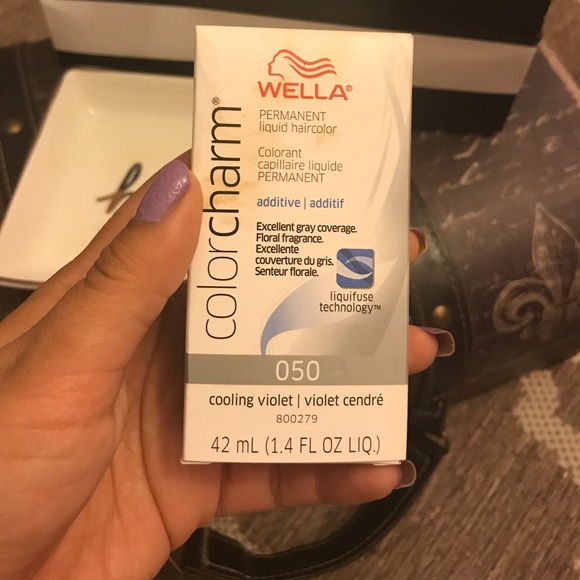 WELLA®
colorcharm®
PERMANENT
liquid haircolor
Colorant
capillaire liquide
PERMANENT
additive | additif
Excellent gray coverage.
Floral fragrance.
Excellente
couverture du gris.
Senteur florale.
liquifuse
technology™
050
cooling violet | violet cendré
800279
42 mL (1.4 FL OZ LIQ.)